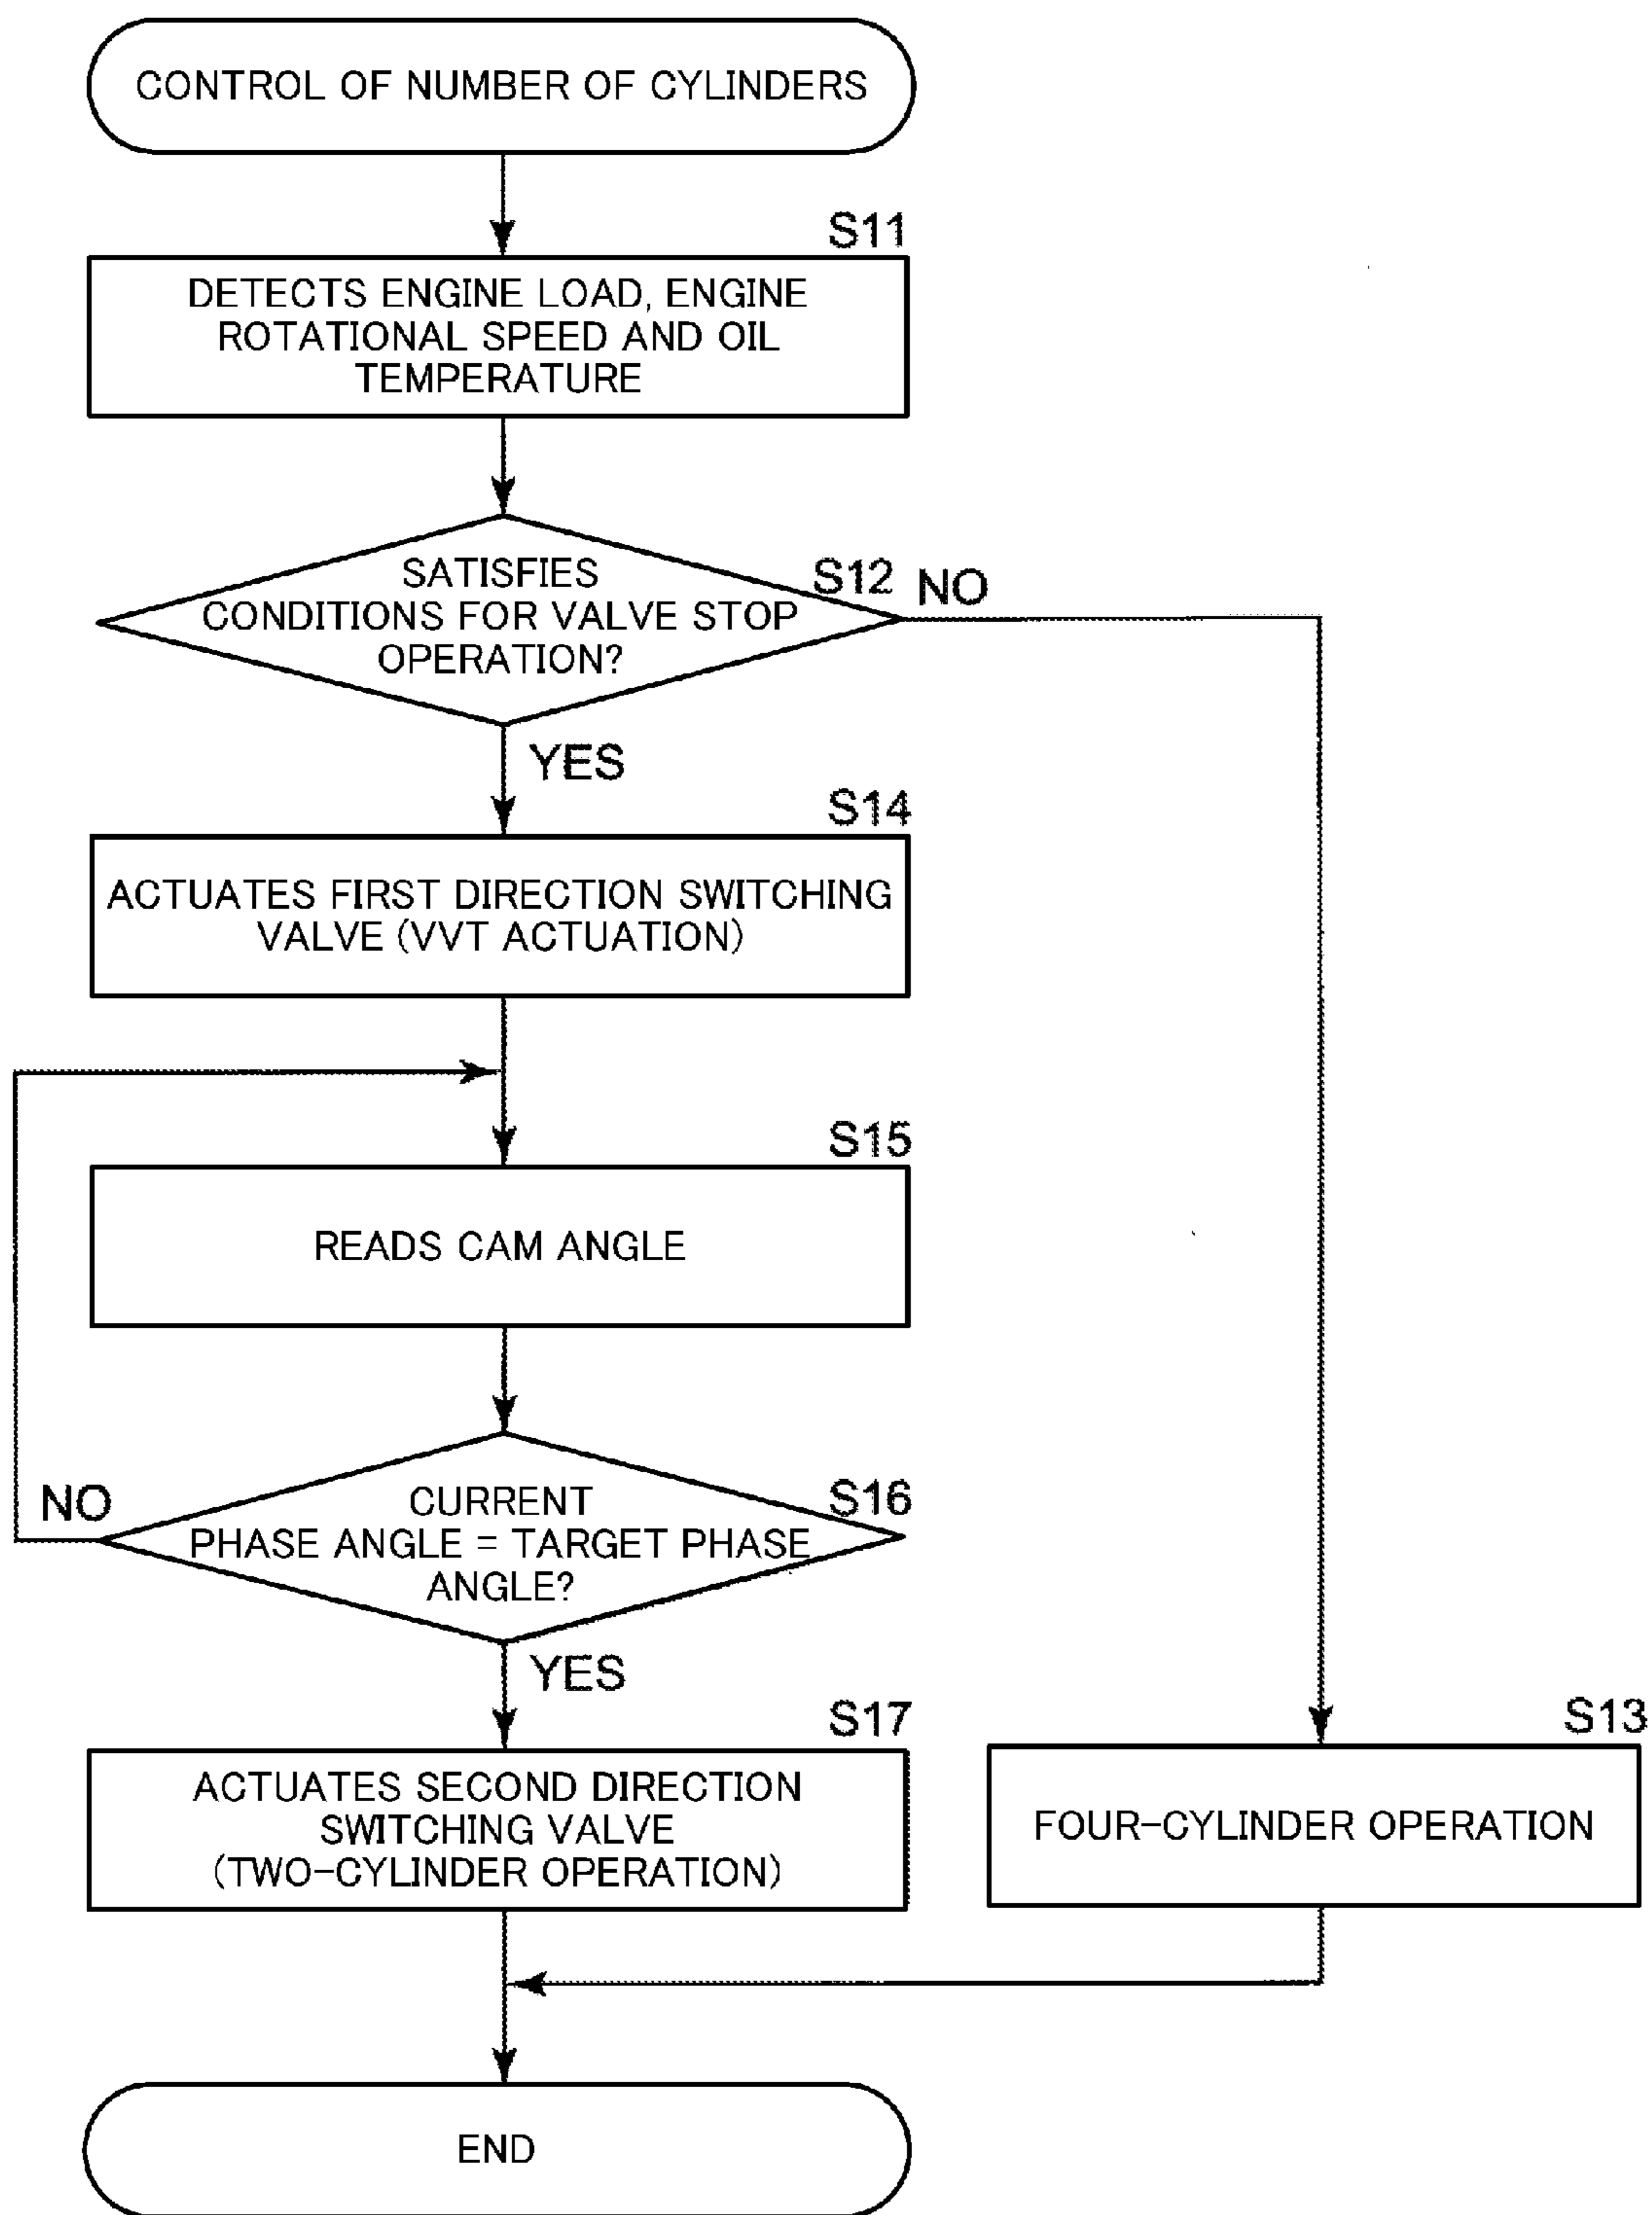 CONTROL OF NUMBER OF CYLINDERS
S11
DETECTS ENGINE LOAD, ENGINE
ROTATIONAL SPEED AND OIL
TEMPERATURE
S12
NO
SATISFIES
CONDITIONS FOR VALVE STOP
OPERATION?
YES
S14
ACTUATES FIRST DIRECTION SWITCHING
VALVE (VVT ACTUATION)
S15
READS CAM ANGLE
NO
S16
CURRENT
PHASE ANGLE = TARGET PHASE
ANGLE?
YES
S17
ACTUATES SECOND DIRECTION
SWITCHING VALVE
(TWO-CYLINDER OPERATION)
S13
FOUR-CYLINDER OPERATION
END